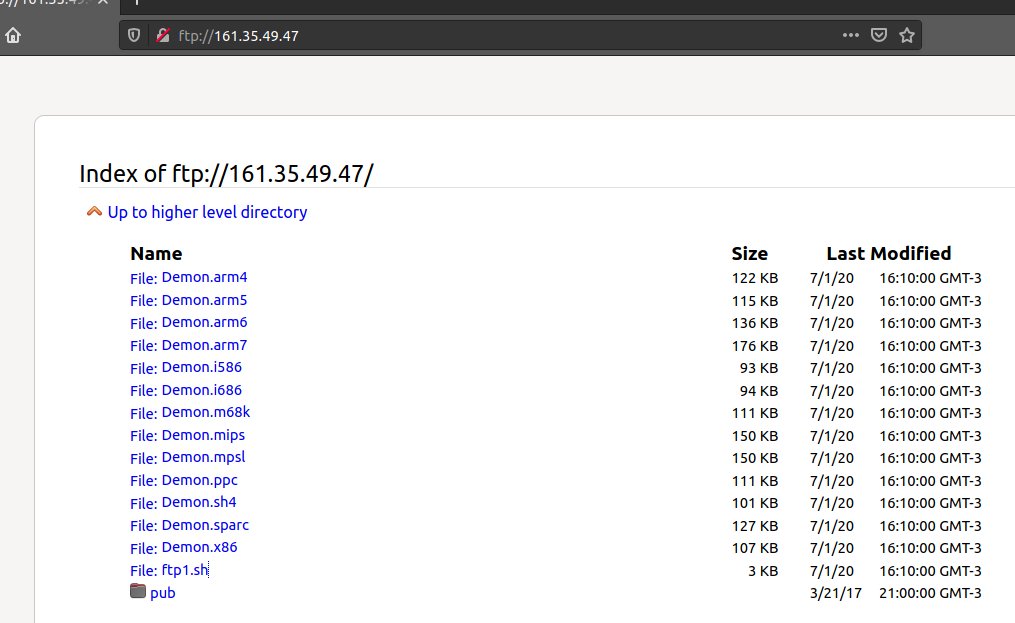 ftp://161.35.49.47
Index of ftp://161.35.49.47/
Up to higher level directory
Name Size Last Modified
File: Demon.arm4 122 KB 7/1/20 16:10:00 GMT-3
File: Demon.arm5 115 KB 7/1/20 16:10:00 GMT-3
File: Demon.arm6 136 KB 7/1/20 16:10:00 GMT-3
File: Demon.arm7 176 KB 7/1/20 16:10:00 GMT-3
File: Demon.i586 93 KB 7/1/20 16:10:00 GMT-3
File: Demon.i686 94 KB 7/1/20 16:10:00 GMT-3
File: Demon.m68k 111 KB 7/1/20 16:10:00 GMT-3
File: Demon.mips 150 KB 7/1/20 16:10:00 GMT-3
File: Demon.mpsl 150 KB 7/1/20 16:10:00 GMT-3
File: Demon.ppc 111 KB 7/1/20 16:10:00 GMT-3
File: Demon.sh4 101 KB 7/1/20 16:10:00 GMT-3
File: Demon.sparc 127 KB 7/1/20 16:10:00 GMT-3
File: Demon.x86 107 KB 7/1/20 16:10:00 GMT-3
File: ftp1.sh 3 KB 7/1/20 16:10:00 GMT-3
pub 3/21/17 21:00:00 GMT-3